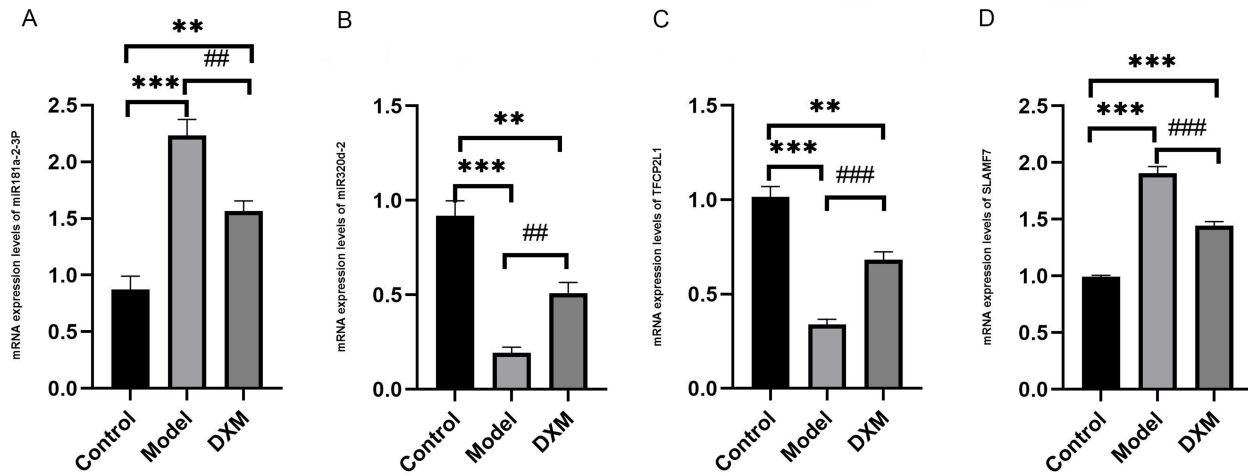 A
mRNA expression levels of miR181a-2-3P
**
##
***
2.5
2.0
1.5
1.0
0.5
0.0
Control
Model
DXM
B
mRNA expression levels of miR320d-2
**
***
##
1.5
1.0
0.5
0.0
Control
Model
DXM
C
mRNA expression levels of TFCP2L1
**
***
###
1.5
1.0
0.5
0.0
Control
Model
DXM
D
mRNA expression levels of SLAMF7
***
***
###
2.5
2.0
1.5
1.0
0.5
0.0
Control
Model
DXM